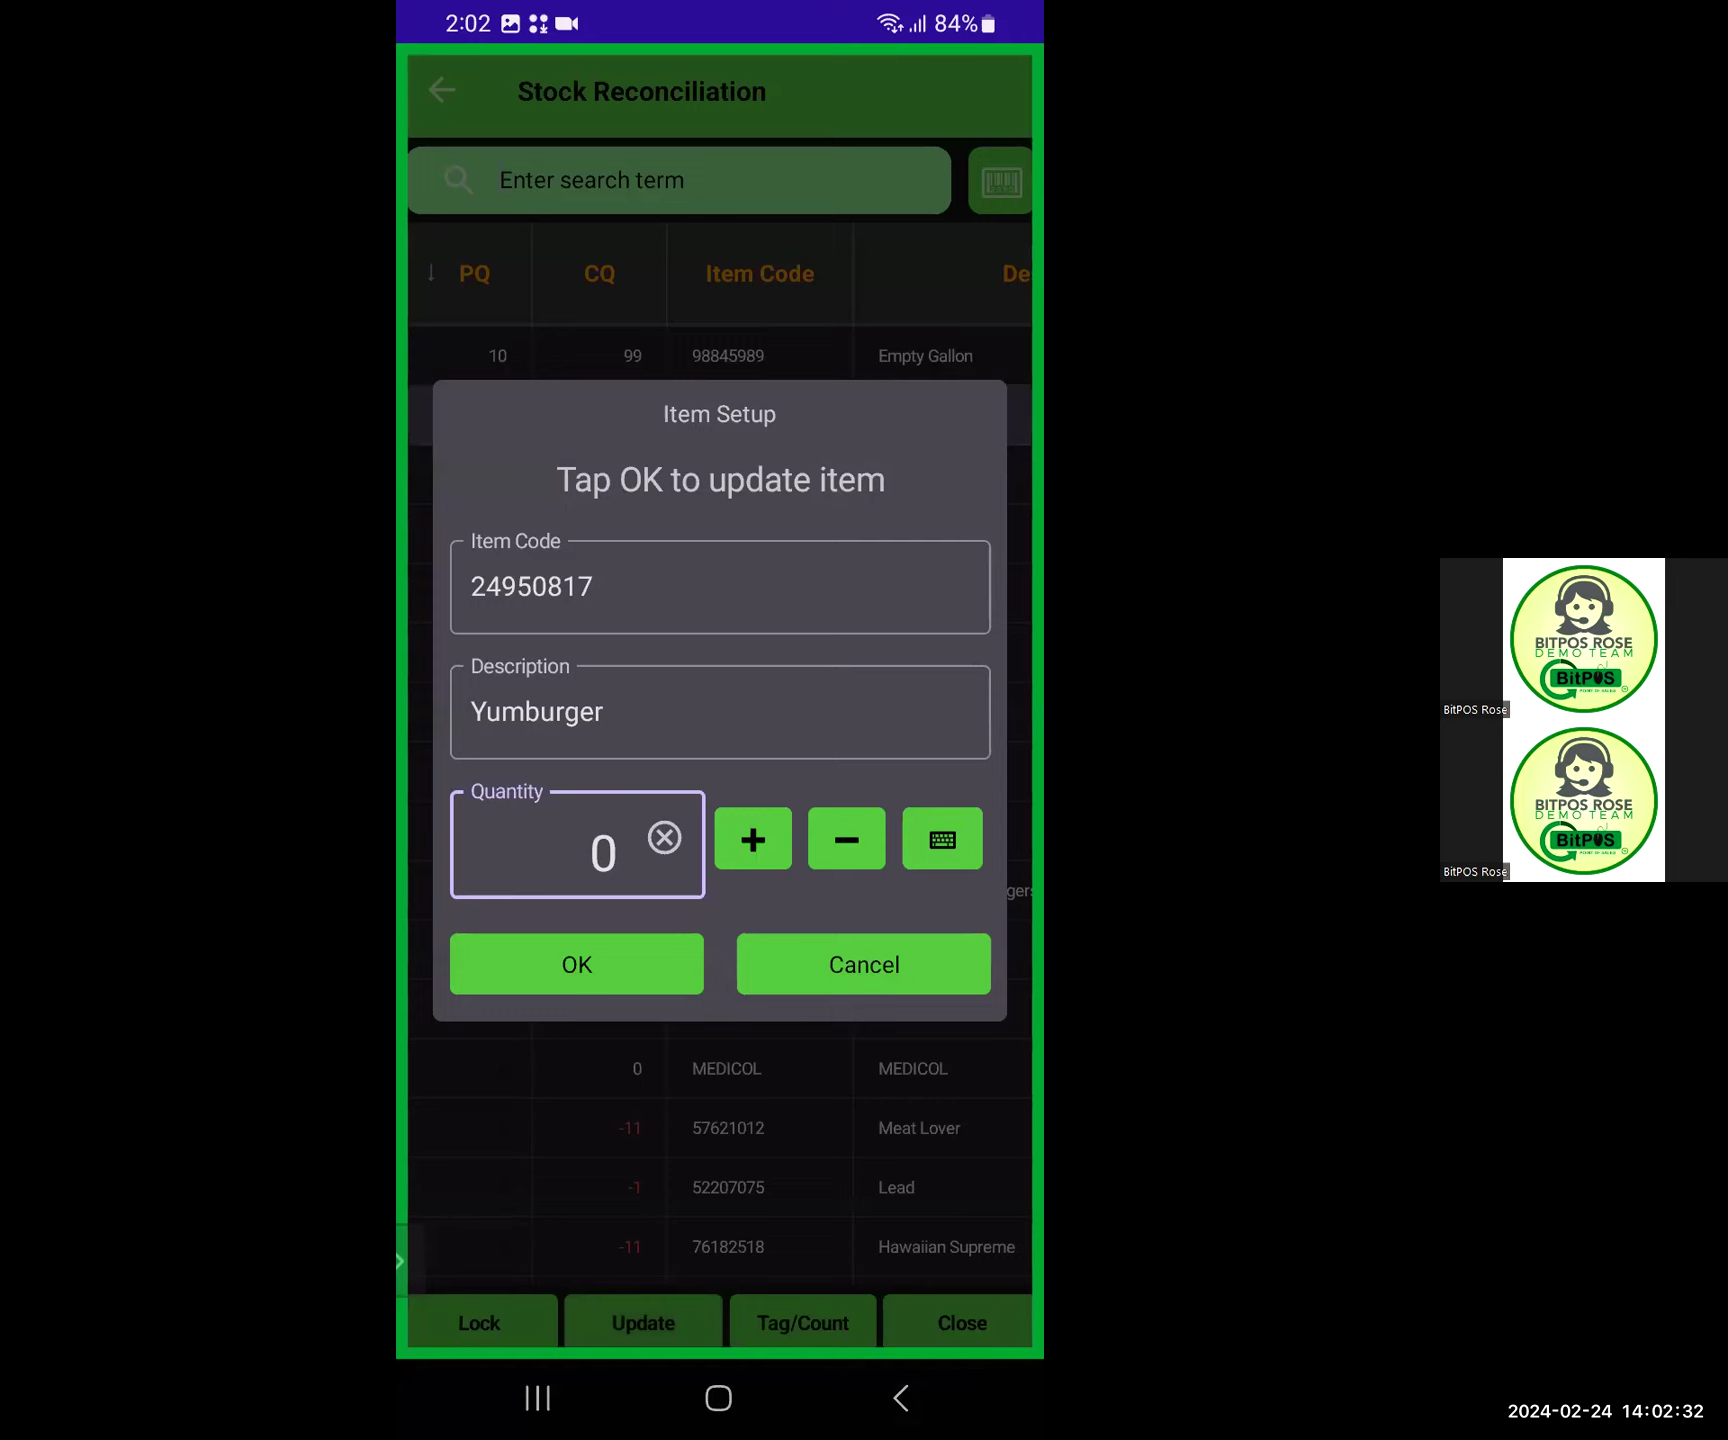 2:02 84%
Stock Reconciliation
Enter search term
↓ PQ CQ Item Code De
10 99 98845989 Empty Gallon
Item Setup
Tap OK to update item
Item Code
24950817
Description
Yumburger
Quantity
0 + −
gers
OK Cancel
0 MEDICOL MEDICOL
-11 57621012 Meat Lover
-1 52207075 Lead
-11 76182518 Hawaiian Supreme
Lock Update Tag/Count Close
BITPOS ROSE
DEMO TEAM
BitPOS
BitPOS Rose
BITPOS ROSE
DEMO TEAM
BitPOS
BitPOS Rose
2024-02-24 14:02:32